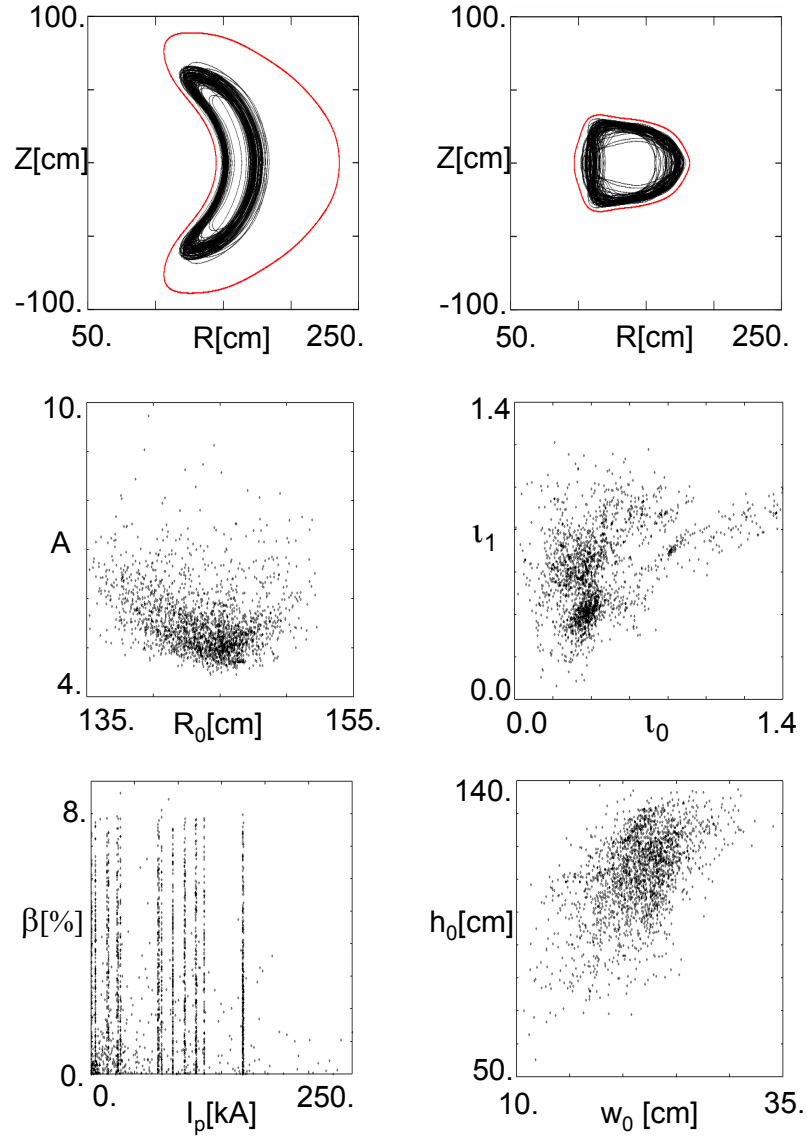 100.
Z[cm]
-100.
50.
R[cm]
250.
100.
Z[cm]
-100.
50.
R[cm]
250.
10.
A
4.
135.
R₀[cm]
155.
1.4
ι₁
0.0
0.0
ι₀
1.4
8.
β[%]
0.
0.
Iₚ[kA]
250.
140.
h₀[cm]
50.
10.
w₀ [cm]
35.